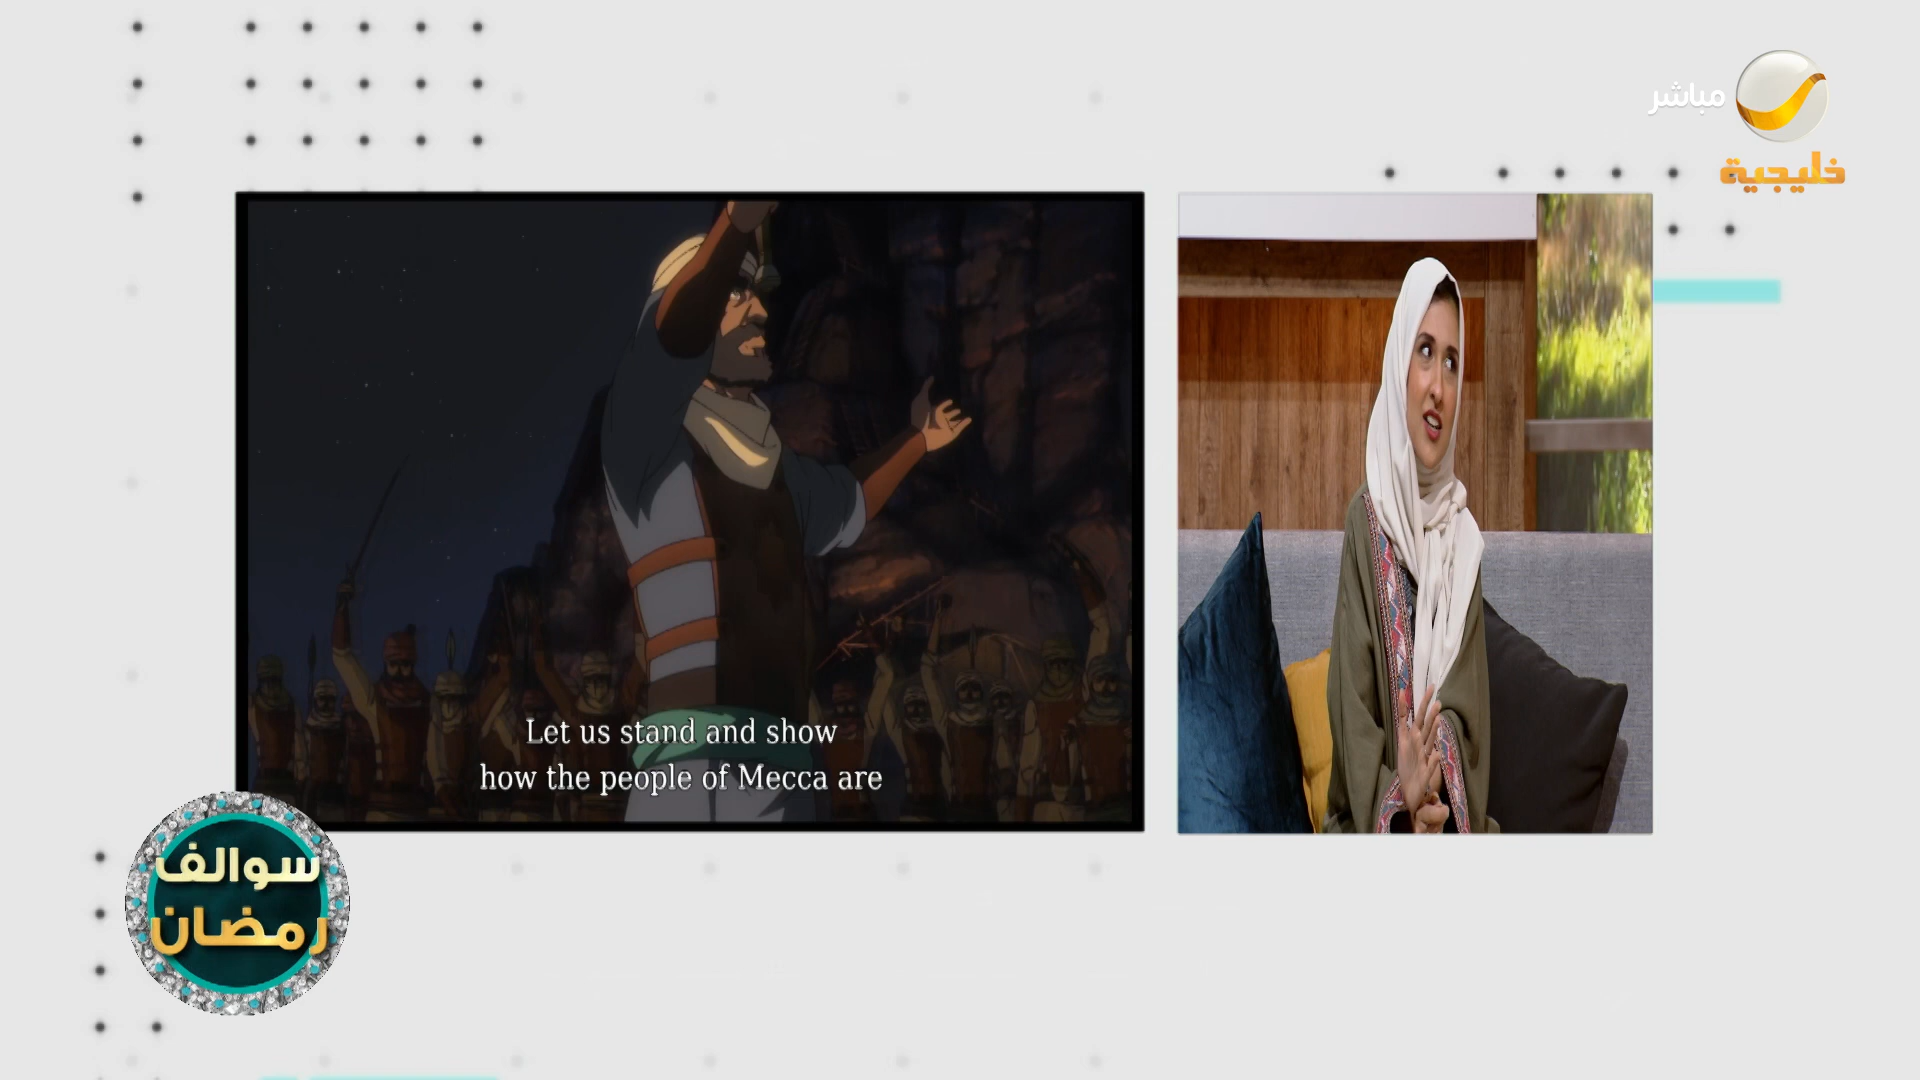 مباشر
خليجية
Let us stand and show
how the people of Mecca are
سوالف
رمضان